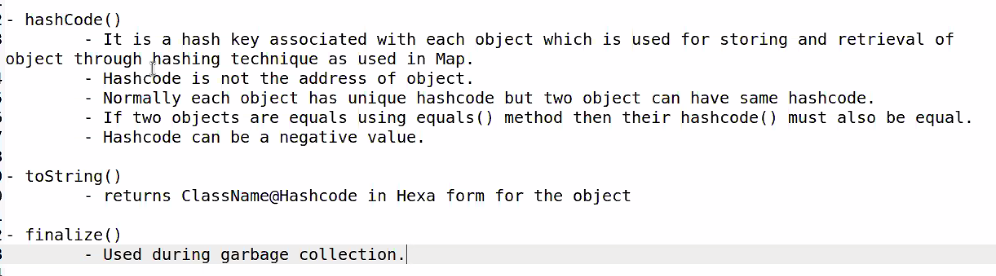 - hashCode()
- It is a hash key associated with each object which is used for storing and retrieval of
object through hashing technique as used in Map.
- Hashcode is not the address of object.
- Normally each object has unique hashcode but two object can have same hashcode.
- If two objects are equals using equals() method then their hashcode() must also be equal.
- Hashcode can be a negative value.
- toString()
- returns ClassName@Hashcode in Hexa form for the object
- finalize()
- Used during garbage collection.